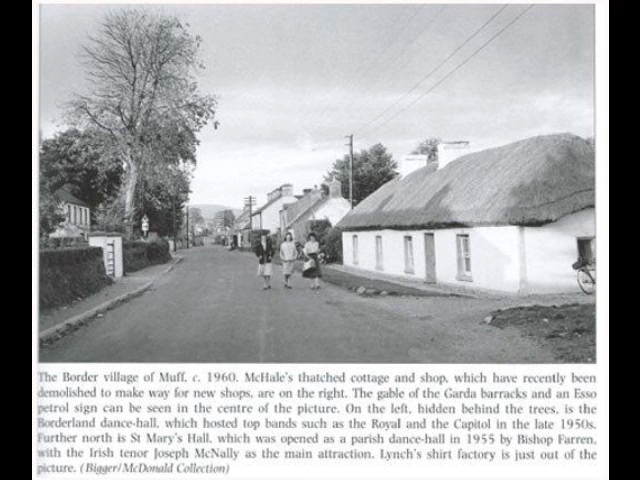 The Border village of Muff, c. 1960. McHale's thatched cottage and shop, which have recently been
demolished to make way for new shops, are on the right. The gable of the Garda barracks and an Esso
petrol sign can be seen in the centre of the picture. On the left, hidden behind the trees, is the
Borderland dance-hall, which hosted top bands such as the Royal and the Capitol in the late 1950s.
Further north is St Mary's Hall, which was opened as a parish dance-hall in 1955 by Bishop Farren,
with the Irish tenor Joseph McNally as the main attraction. Lynch's shirt factory is just out of the
picture. (Bigger/McDonald Collection)